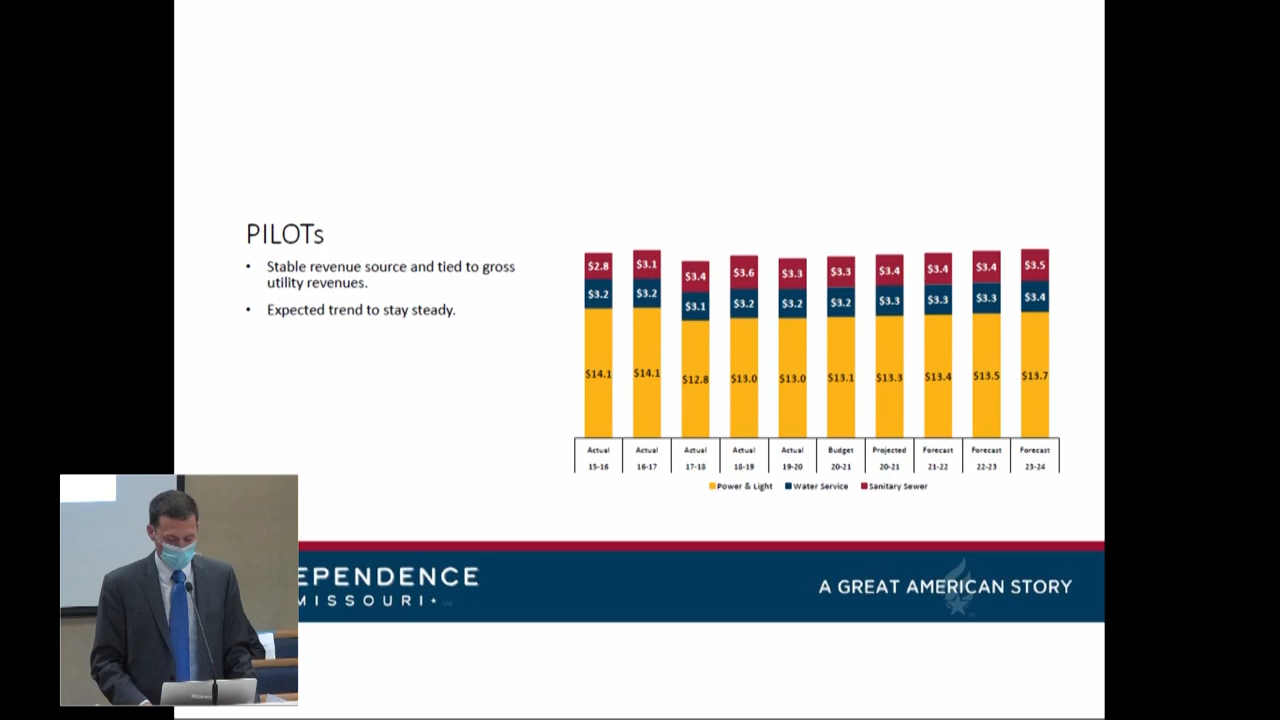 PILOTs
• Stable revenue source and tied to gross
utility revenues.
• Expected trend to stay steady.
$2.8 $3.1 $3.4 $3.6 $3.3 $3.3 $3.4 $3.4 $3.4 $3.5
$3.2 $3.2 $3.1 $3.2 $3.2 $3.2 $3.3 $3.3 $3.3 $3.4
$14.1 $14.1 $12.8 $13.0 $13.0 $13.1 $13.3 $13.4 $13.5 $13.7
Actual Actual Actual Actual Actual Budget Projected Forecast Forecast Forecast
15-16 16-17 17-18 18-19 19-20 20-21 20-21 21-22 22-23 23-24
Power & Light Water Service Sanitary Sewer
EPENDENCE
MISSOURI
A GREAT AMERICAN STORY